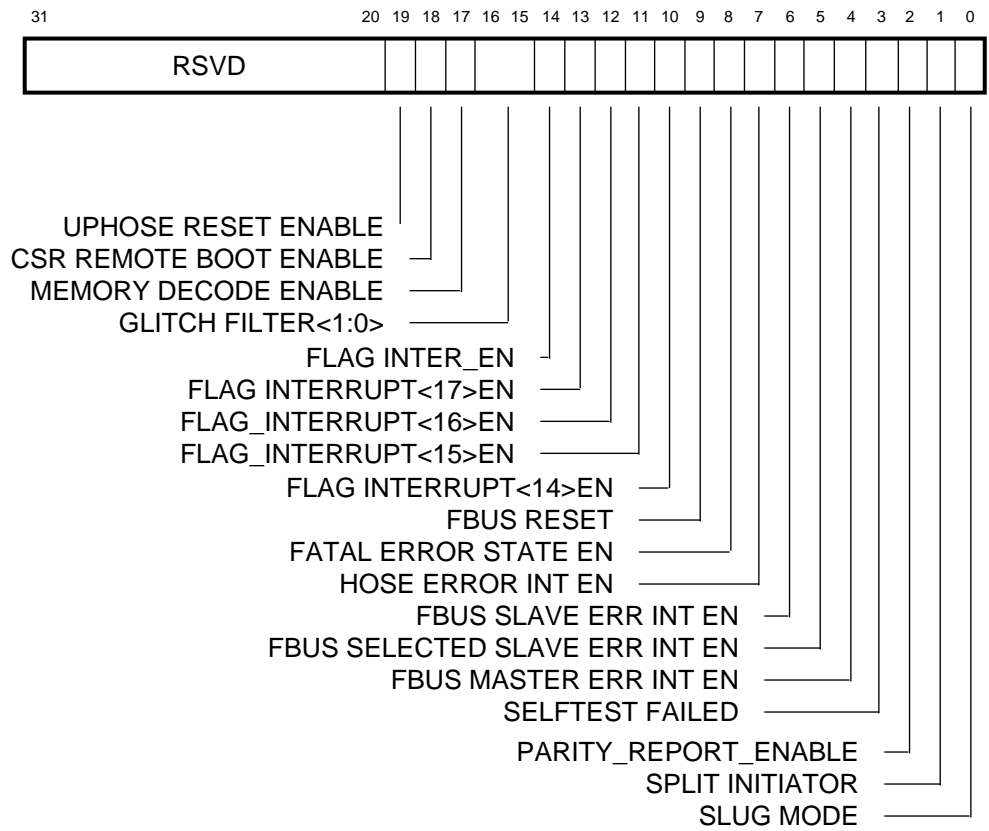 31 20 19 18 17 16 15 14 13 12 11 10 9 8 7 6 5 4 3 2 1 0
RSVD
UPHOSE RESET ENABLE
CSR REMOTE BOOT ENABLE
MEMORY DECODE ENABLE
GLITCH FILTER<1:0>
FLAG INTER_EN
FLAG INTERRUPT<17>EN
FLAG_INTERRUPT<16>EN
FLAG_INTERRUPT<15>EN
FLAG INTERRUPT<14>EN
FBUS RESET
FATAL ERROR STATE EN
HOSE ERROR INT EN
FBUS SLAVE ERR INT EN
FBUS SELECTED SLAVE ERR INT EN
FBUS MASTER ERR INT EN
SELFTEST FAILED
PARITY_REPORT_ENABLE
SPLIT INITIATOR
SLUG MODE